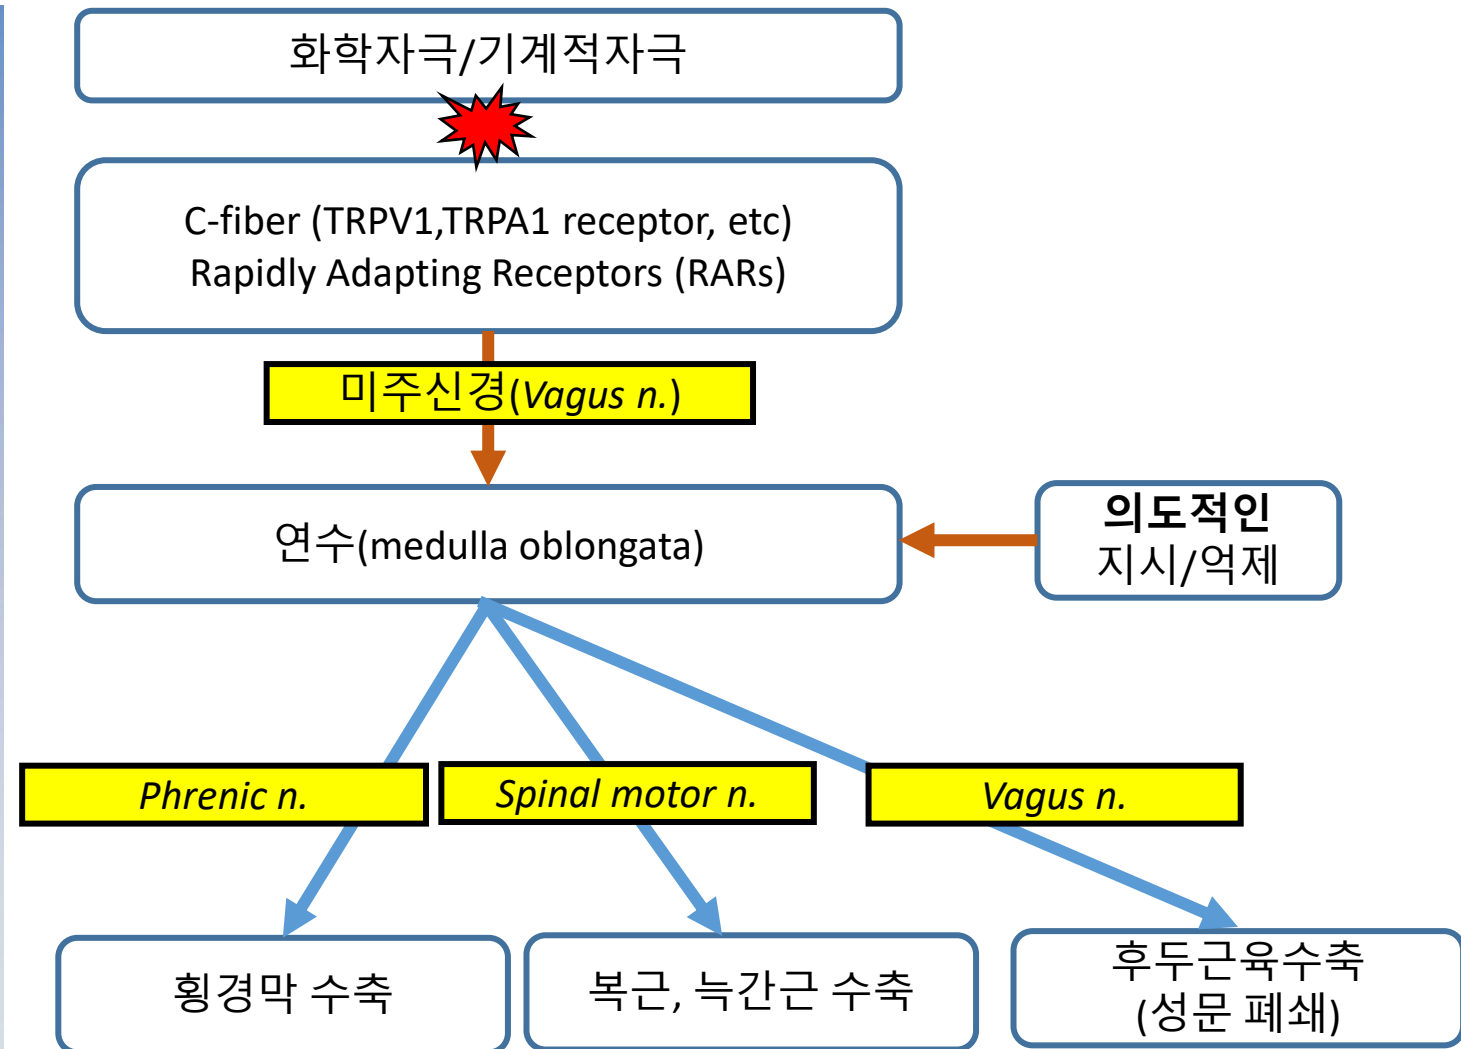 화학자극/기계적자극
C-fiber (TRPV1,TRPA1 receptor, etc)
Rapidly Adapting Receptors (RARs)
미주신경(Vagus n.)
연수(medulla oblongata)
의도적인
지시/억제
Phrenic n.
Spinal motor n.
Vagus n.
횡경막 수축
복근, 늑간근 수축
후두근육수축
(성문 폐쇄)